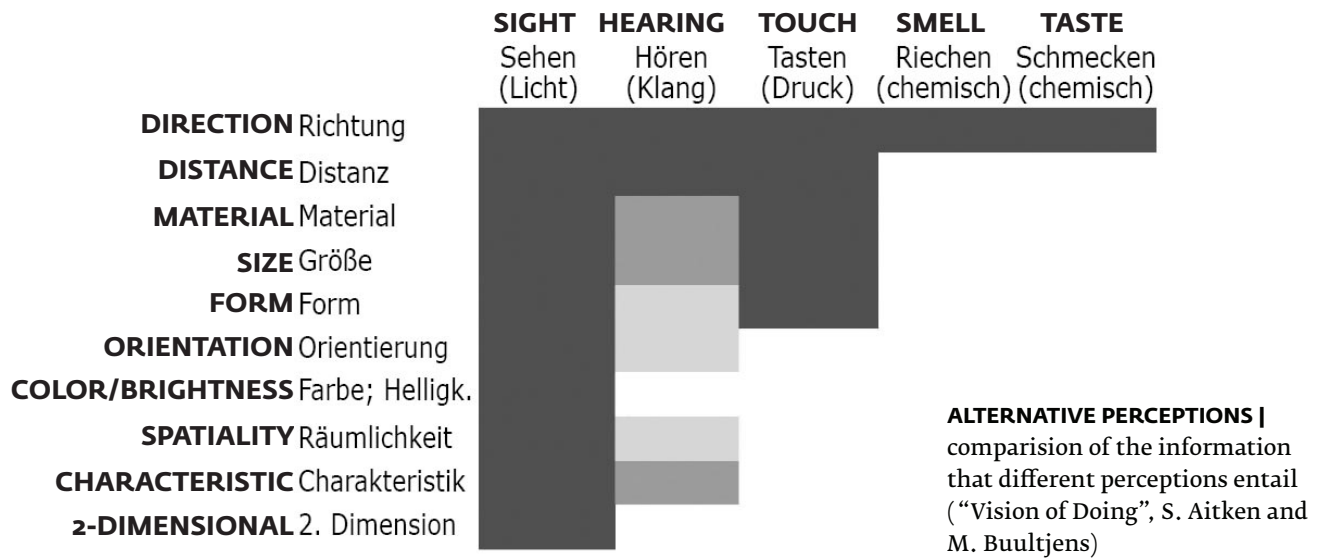 SIGHT HEARING TOUCH SMELL TASTE
Sehen Hören Tasten Riechen Schmecken
(Licht) (Klang) (Druck) (chemisch) (chemisch)
DIRECTION Richtung
DISTANCE Distanz
MATERIAL Material
SIZE Größe
FORM Form
ORIENTATION Orientierung
COLOR/BRIGHTNESS Farbe; Helligk.
SPATIALITY Räumlichkeit
CHARACTERISTIC Charakteristik
2-DIMENSIONAL 2. Dimension
ALTERNATIVE PERCEPTIONS |
comparision of the information
that different perceptions entail
("Vision of Doing", S. Aitken and
M. Buultjens)